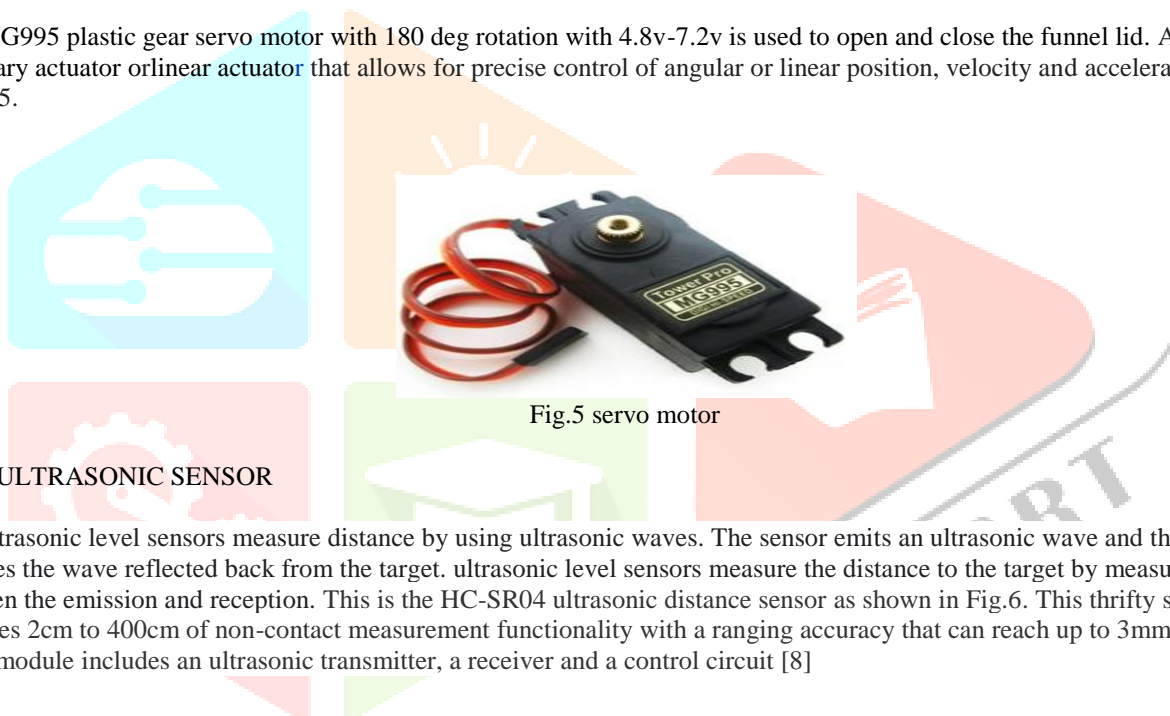 G995 plastic gear servo motor with 180 deg rotation with 4.8v-7.2v is used to open and close the funnel lid. A
ary actuator orlinear actuator that allows for precise control of angular or linear position, velocity and accelera
5.
Tower Pro
MG995
DIGI HI SPEED
Fig.5 servo motor
ULTRASONIC SENSOR
trasonic level sensors measure distance by using ultrasonic waves. The sensor emits an ultrasonic wave and th
es the wave reflected back from the target. ultrasonic level sensors measure the distance to the target by measu
en the emission and reception. This is the HC-SR04 ultrasonic distance sensor as shown in Fig.6. This thrifty s
es 2cm to 400cm of non-contact measurement functionality with a ranging accuracy that can reach up to 3mm
module includes an ultrasonic transmitter, a receiver and a control circuit [8]
RT